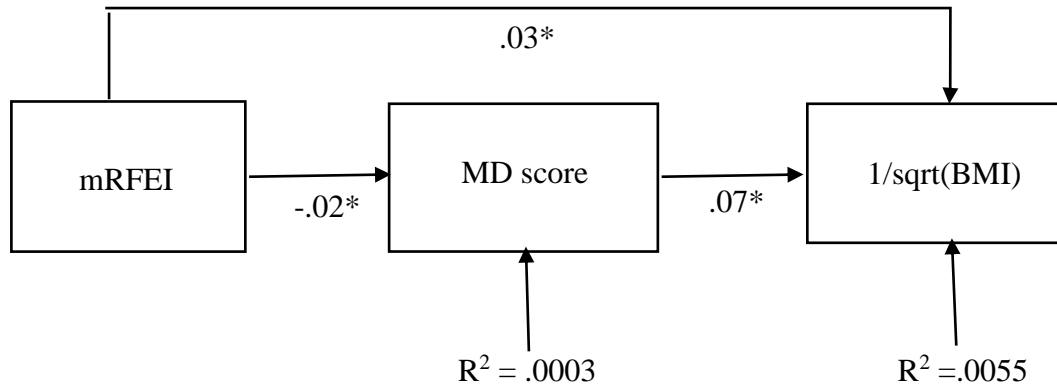 .03*
mRFEI
MD score
1/sqrt(BMI)
-.02*
.07*
R² =.0003
R² =.0055